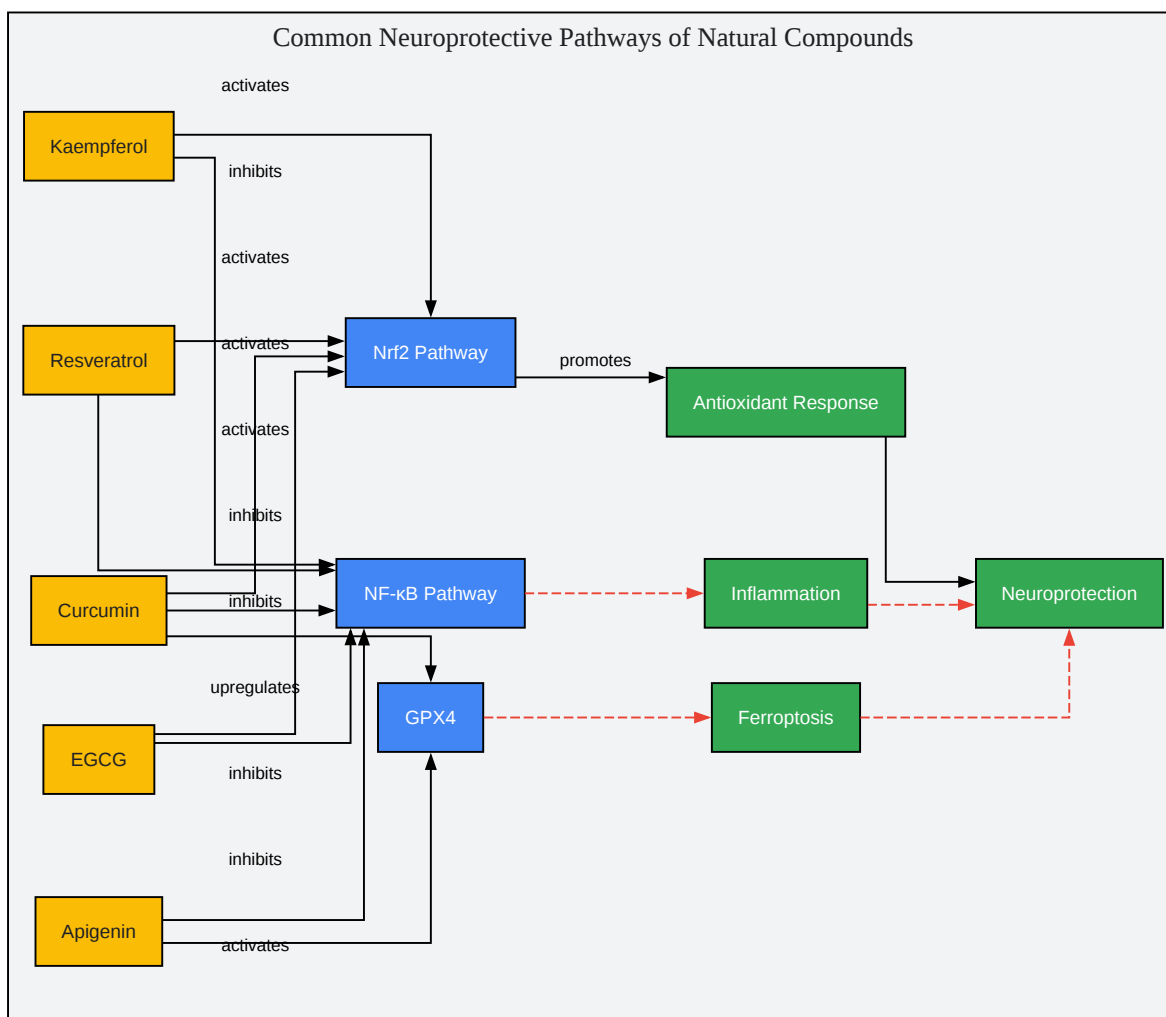 Common Neuroprotective Pathways of Natural Compounds
activates
Kaempferol
inhibits
activates
activates
Resveratrol
Nrf2 Pathway
promotes
Antioxidant Response
activates
inhibits
Curcumin
inhibits
NF-κB Pathway
Inflammation
Neuroprotection
upregulates
GPX4
Ferroptosis
EGCG
inhibits
inhibits
Apigenin
activates